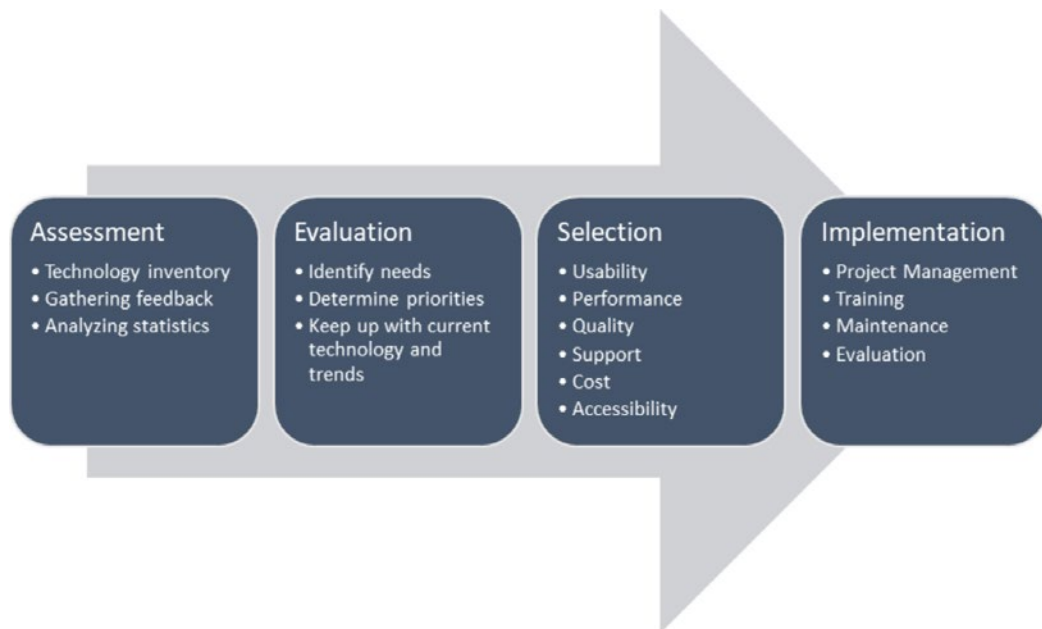 Assessment
• Technology inventory
• Gathering feedback
• Analyzing statistics
Evaluation
• Identify needs
• Determine priorities
• Keep up with current
technology and
trends
Selection
• Usability
• Performance
• Quality
• Support
• Cost
• Accessibility
Implementation
• Project Management
• Training
• Maintenance
• Evaluation